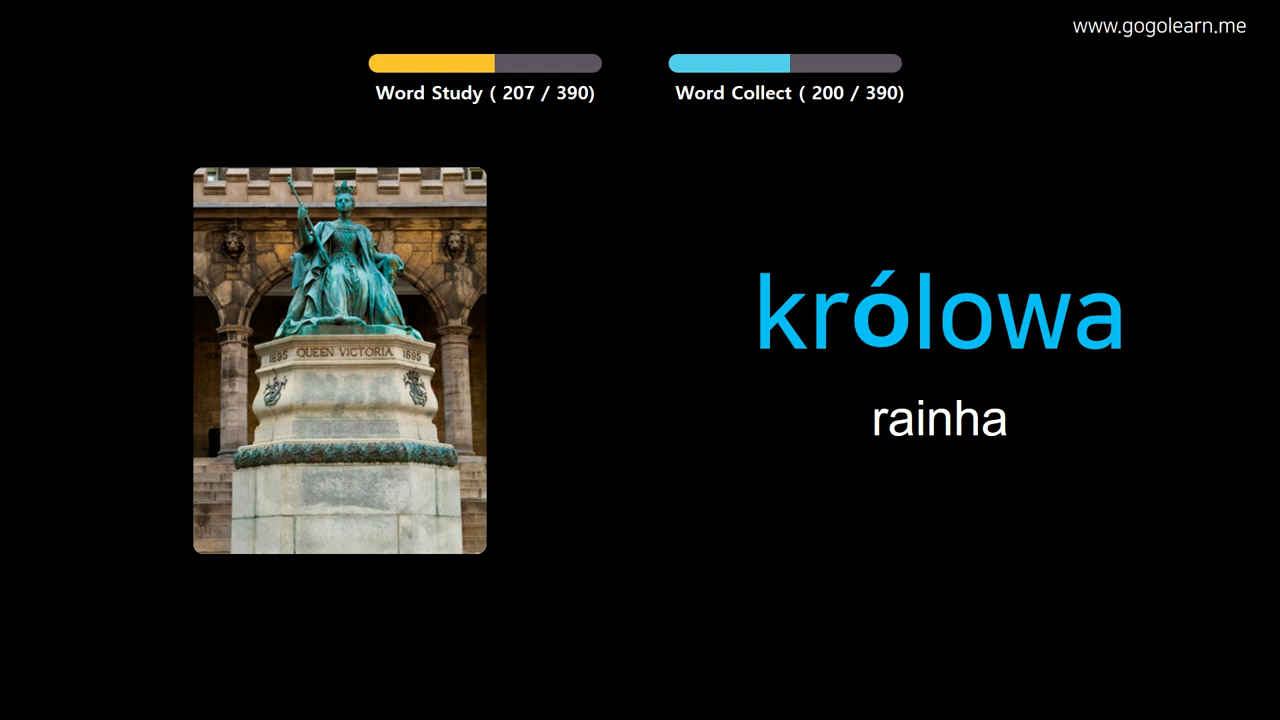 www.gogolearn.me
Word Study ( 207 / 390)
Word Collect ( 200 / 390)
1895 QUEEN VICTORIA 1895
królowa
rainha